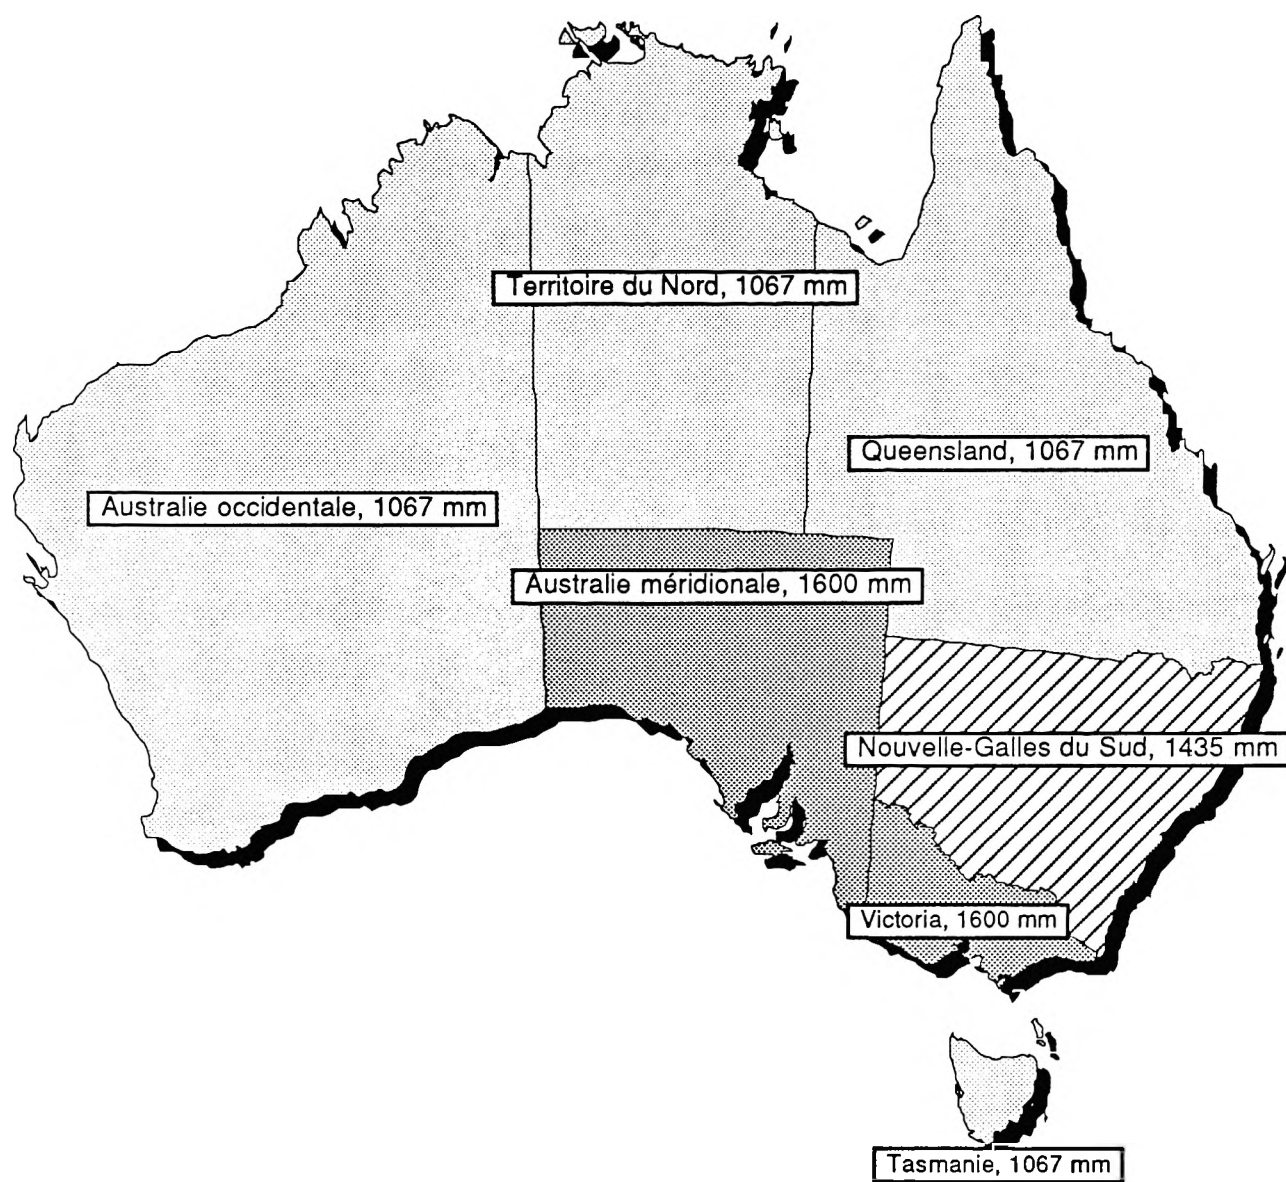 Territoire du Nord, 1067 mm
Queensland, 1067 mm
Australie occidentale, 1067 mm
Australie méridionale, 1600 mm
Nouvelle-Galles du Sud, 1435 mm
Victoria, 1600 mm
Tasmanie, 1067 mm